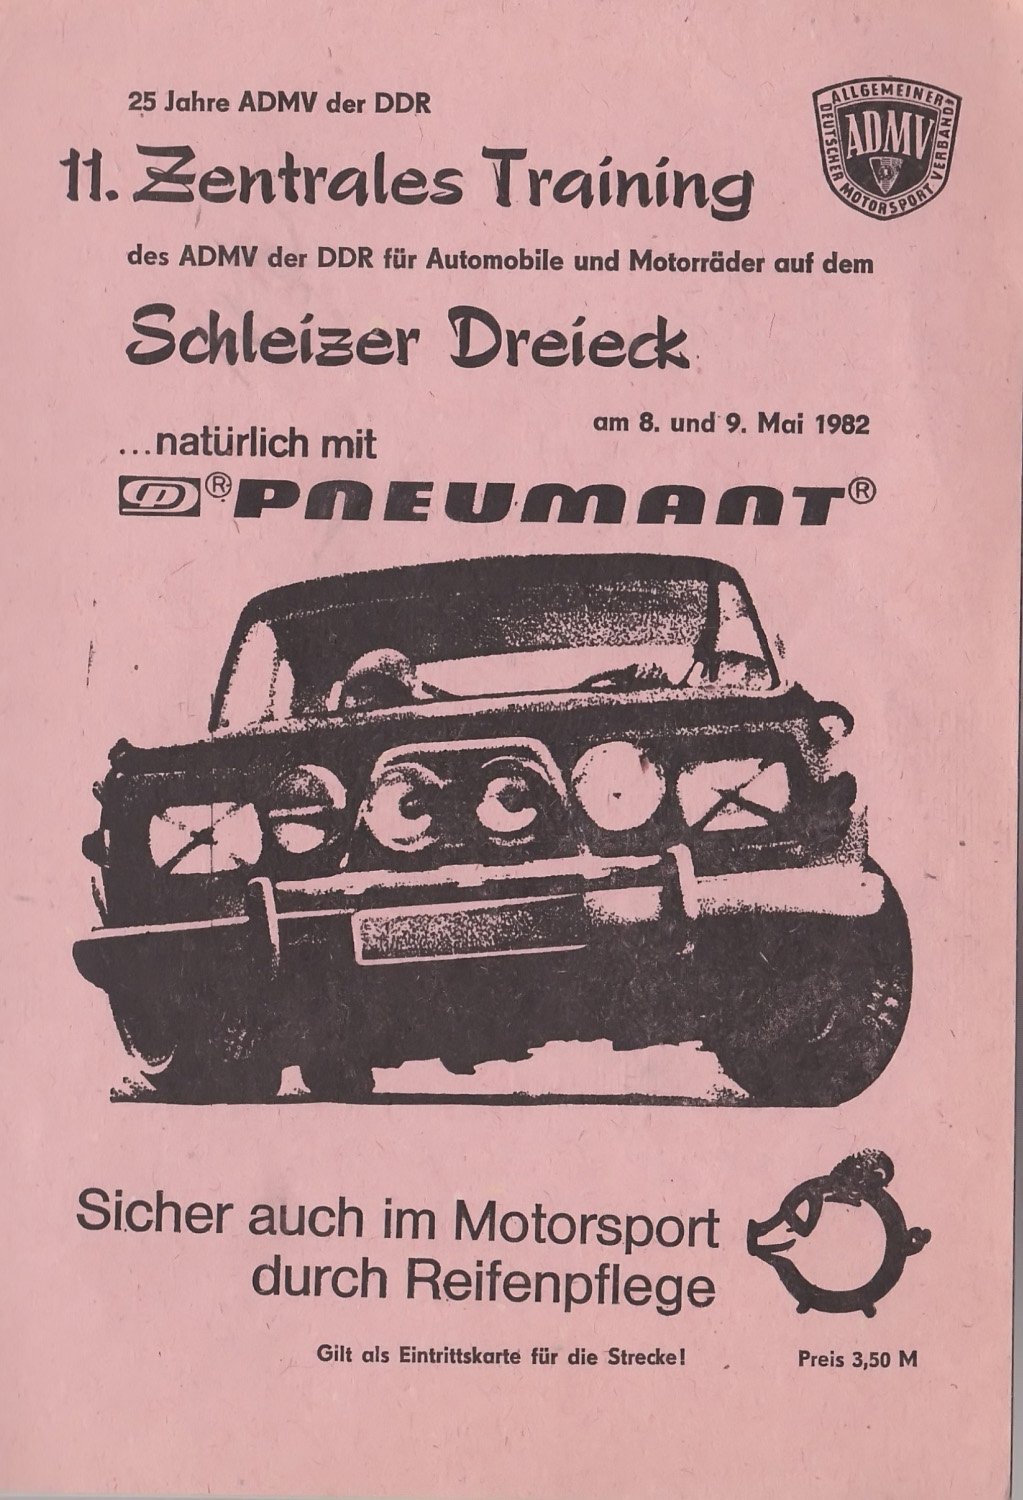 25 Jahre ADMV der DDR
ALLGEMEINER
DEUTSCHER
MOTORSPORT VERBAND
ADMV
11. Zentrales Training
des ADMV der DDR für Automobile und Motorräder auf dem
Schleizer Dreieck
am 8. und 9. Mai 1982
...natürlich mit
® PNEUMANT®
Sicher auch im Motorsport
durch Reifenpflege
Gilt als Eintrittskarte für die Strecke!
Preis 3,50 M